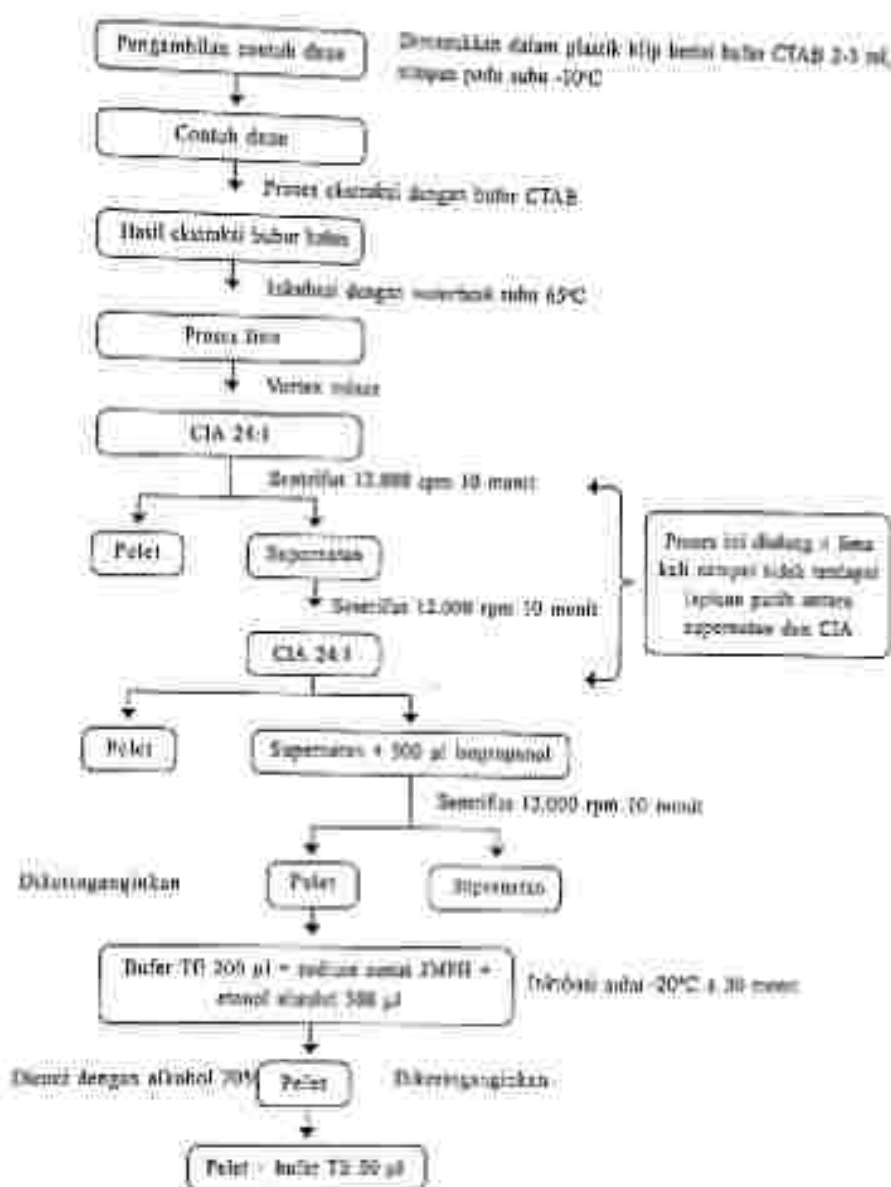 Pengambilan contoh daun
Dimasukkan dalam plastik klip berisi bufer CTAB 2-3 ml,
simpan pada suhu -20°C
Contoh daun
Proses ekstraksi dengan bufer CTAB
Hasil ekstraksi bubur halus
Inkubasi dengan waterbath suhu 65°C
Proses lisis
Vortex mixer
CIA 24:1
Sentrifus 12.000 rpm 10 menit
Pelet
Supernatan
Sentrifus 12.000 rpm 10 menit
Proses ini diulang ± lima
kali sampai tidak terdapat
lapisan putih antara
supernatan dan CIA
CIA 24:1
Pelet
Supernatan + 500 µl isopropanol
Sentrifus 12.000 rpm 10 menit
Dikeringanginkan
Pelet
Supernatan
Bufer TE 200 µl + sodium asetat +
etanol absolut 500 µl
suhu -20°C ± 30 menit
Dicuci dengan alkohol 70%
Pelet
Dikeringanginkan
Pelet + bufer TE 50 µl